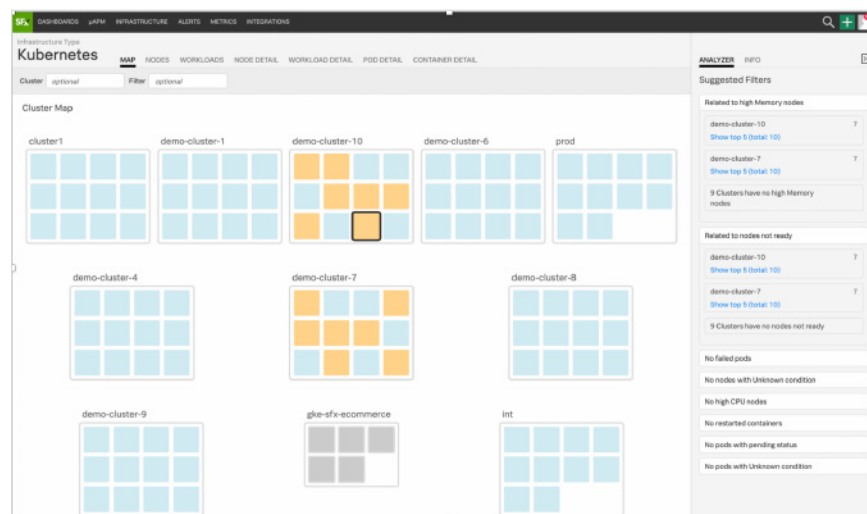 SFx DASHBOARDS µAPM INFRASTRUCTURE ALERTS METRICS INTEGRATIONS
Infrastructure Type
Kubernetes
MAP NODES WORKLOADS NODE DETAIL WORKLOAD DETAIL POD DETAIL CONTAINER DETAIL
Cluster optional Filter optional
Cluster Map
cluster1 demo-cluster-1 demo-cluster-10 demo-cluster-6 prod
demo-cluster-4 demo-cluster-7 demo-cluster-8
demo-cluster-9 gke-sfx-ecommerce int
ANALYZER INFO
Suggested Filters
Related to high Memory nodes
demo-cluster-10 7
Show top 5 (total: 10)
demo-cluster-7 7
Show top 5 (total: 10)
9 Clusters have no high Memory
nodes
Related to nodes not ready
demo-cluster-10 7
Show top 5 (total: 10)
demo-cluster-7 7
Show top 5 (total: 10)
9 Clusters have no nodes not ready
No failed pods
No nodes with Unknown condition
No high CPU nodes
No restarted containers
No pods with pending status
No pods with Unknown condition